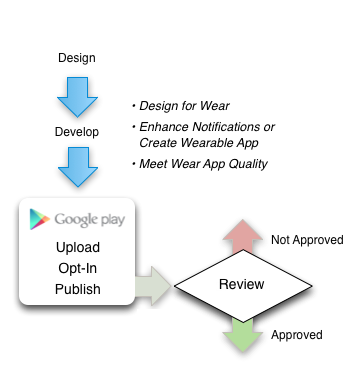 Design
Develop
• Design for Wear
• Enhance Notifications or
Create Wearable App
• Meet Wear App Quality
Google play
Upload
Opt-In
Publish
Review
Not Approved
Approved